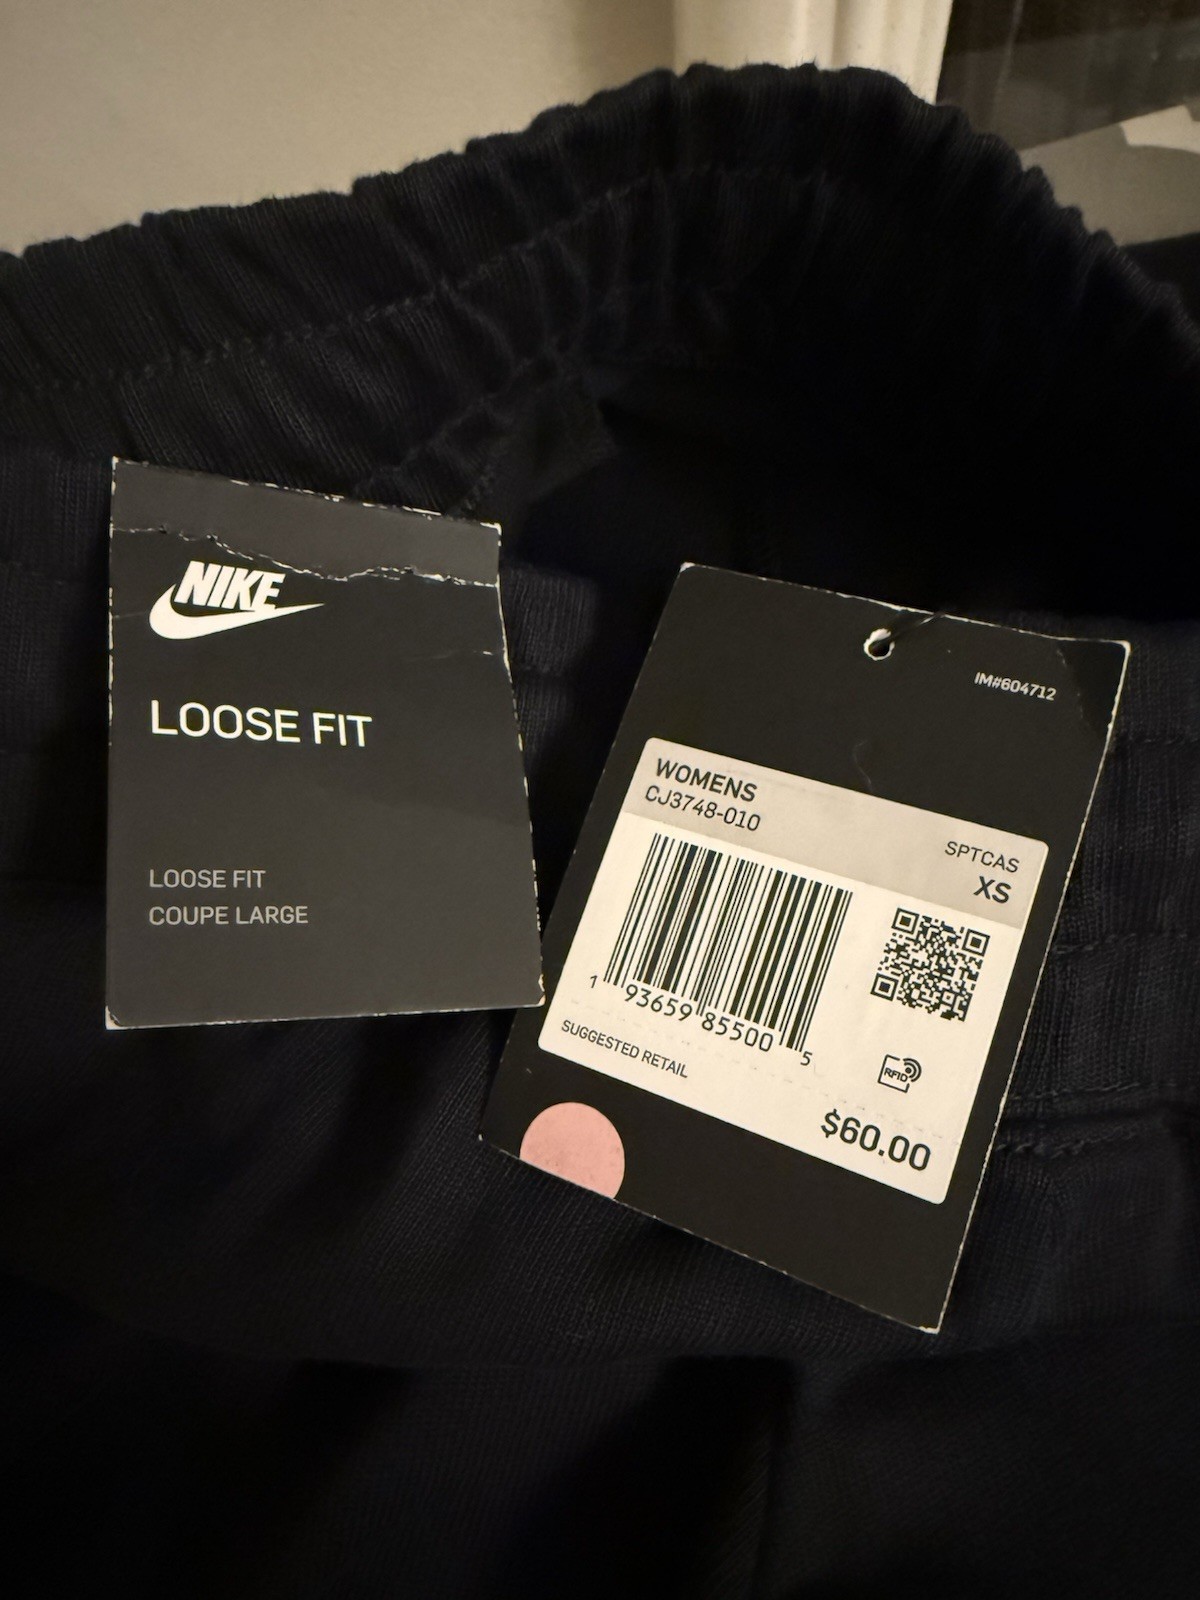 NIKE
LOOSE FIT
LOOSE FIT
COUPE LARGE
IM#604712
WOMENS
CJ3748-010
SPTCAS
XS
1 93659 85500 5
SUGGESTED RETAIL
RFID
$60.00